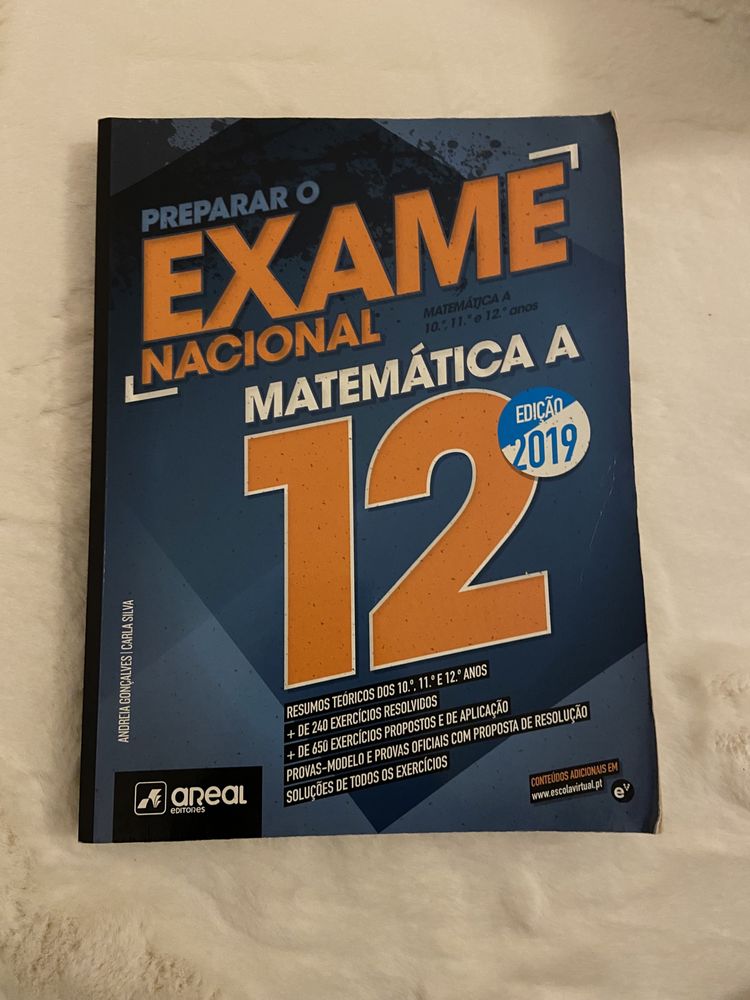 PREPARAR O
EXAME
NACIONAL
MATEMÁTICA A
10.º, 11.º e 12.º anos
MATEMÁTICA A
12
EDIÇÃO
2019
ANDREIA GONÇALVES | CARLA SILVA
RESUMOS TEÓRICOS DOS 10.º, 11.º E 12.º ANOS
+ DE 240 EXERCÍCIOS RESOLVIDOS
+ DE 650 EXERCÍCIOS PROPOSTOS E DE APLICAÇÃO
PROVAS-MODELO E PROVAS OFICIAIS COM PROPOSTA DE RESOLUÇÃO
SOLUÇÕES DE TODOS OS EXERCÍCIOS
areal
EDITORES
CONTEÚDOS ADICIONAIS EM
www.escolavirtual.pt
ev